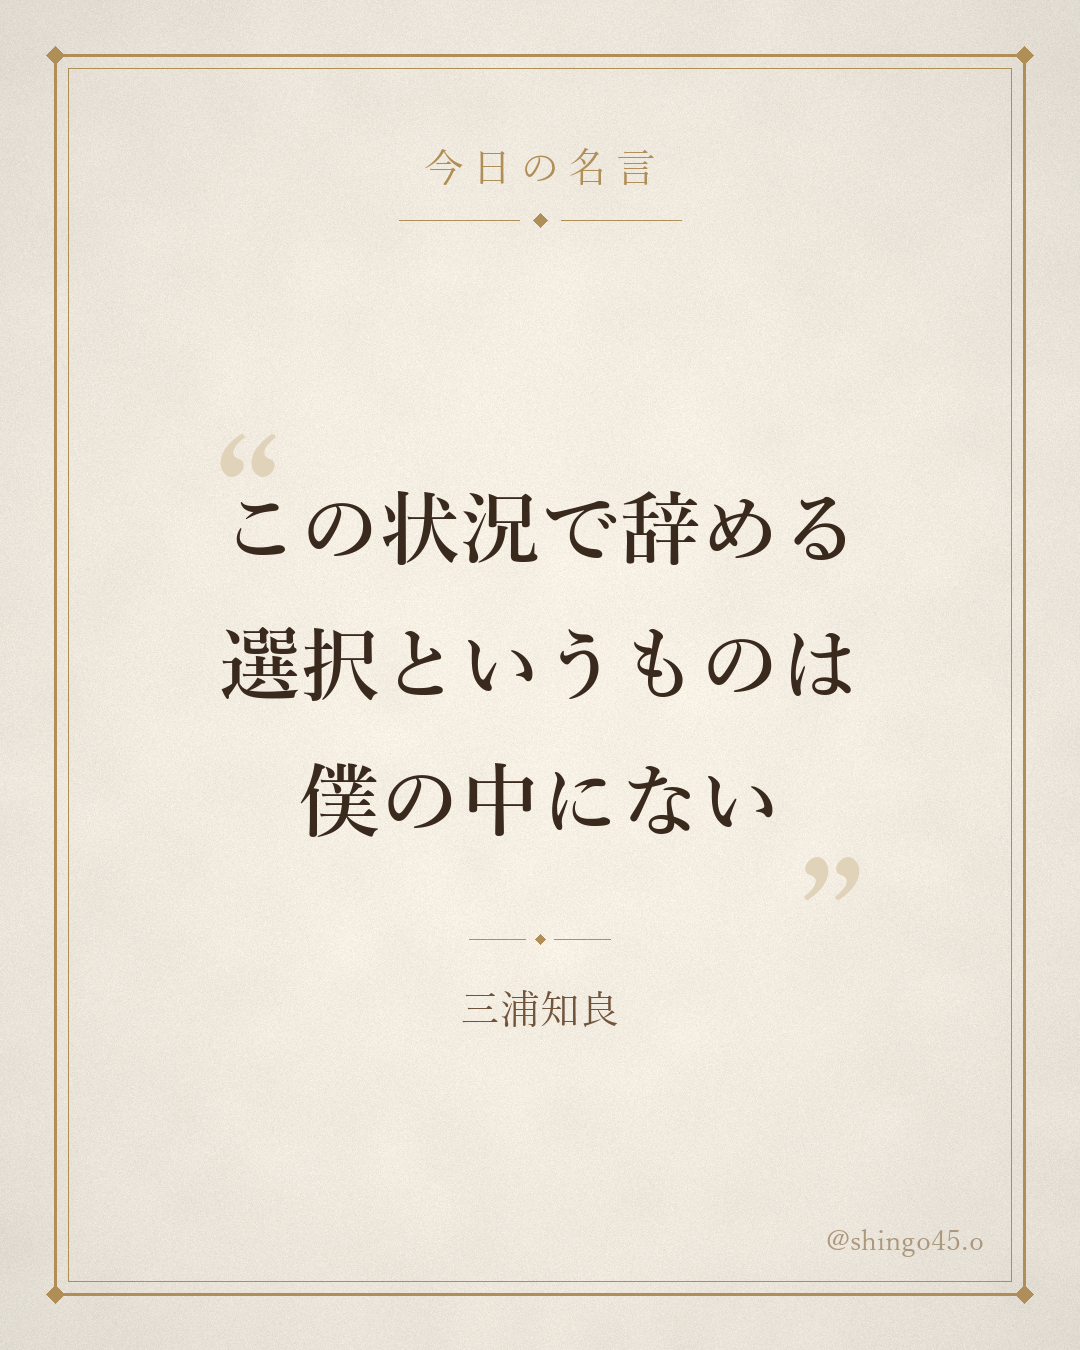 今日の名言
“
この状況で辞める
選択というものは
僕の中にない
”
三浦知良
@shingo45.o